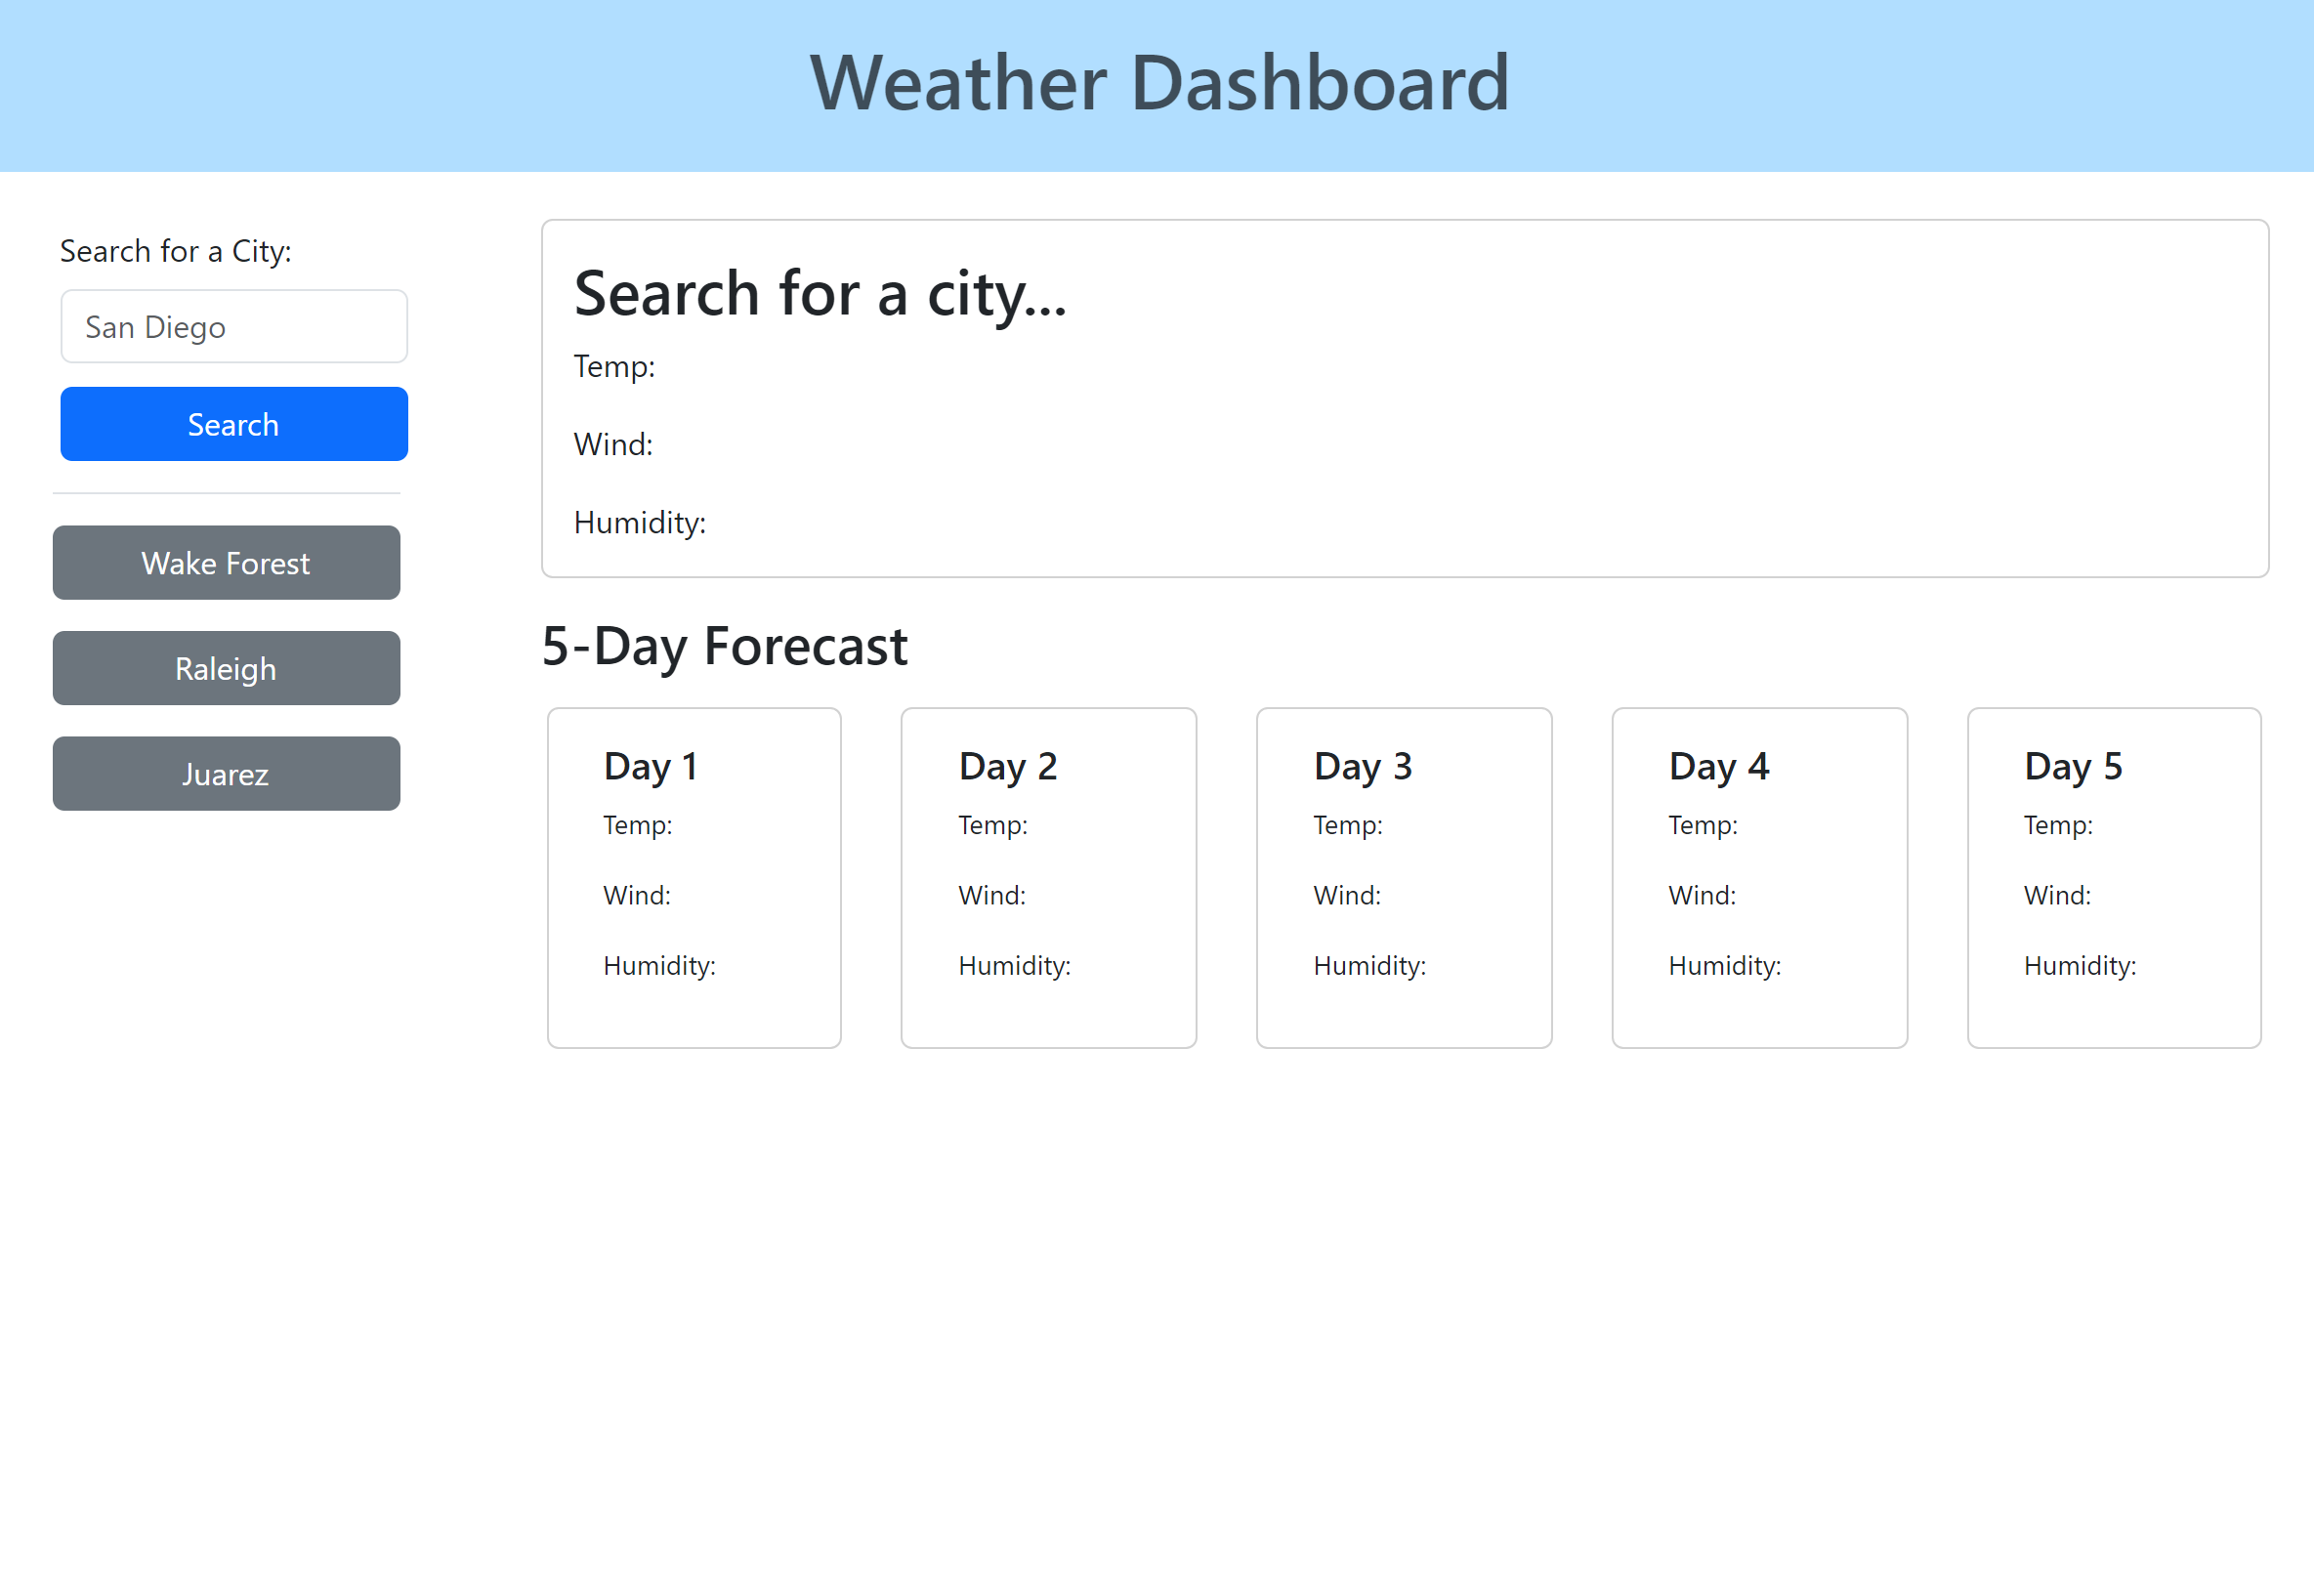 Weather Dashboard
Search for a City:
San Diego
Search
Wake Forest
Raleigh
Juarez
Search for a city...
Temp:
Wind:
Humidity:
5-Day Forecast
Day 1
Temp:
Wind:
Humidity:
Day 2
Temp:
Wind:
Humidity:
Day 3
Temp:
Wind:
Humidity:
Day 4
Temp:
Wind:
Humidity:
Day 5
Temp:
Wind:
Humidity: